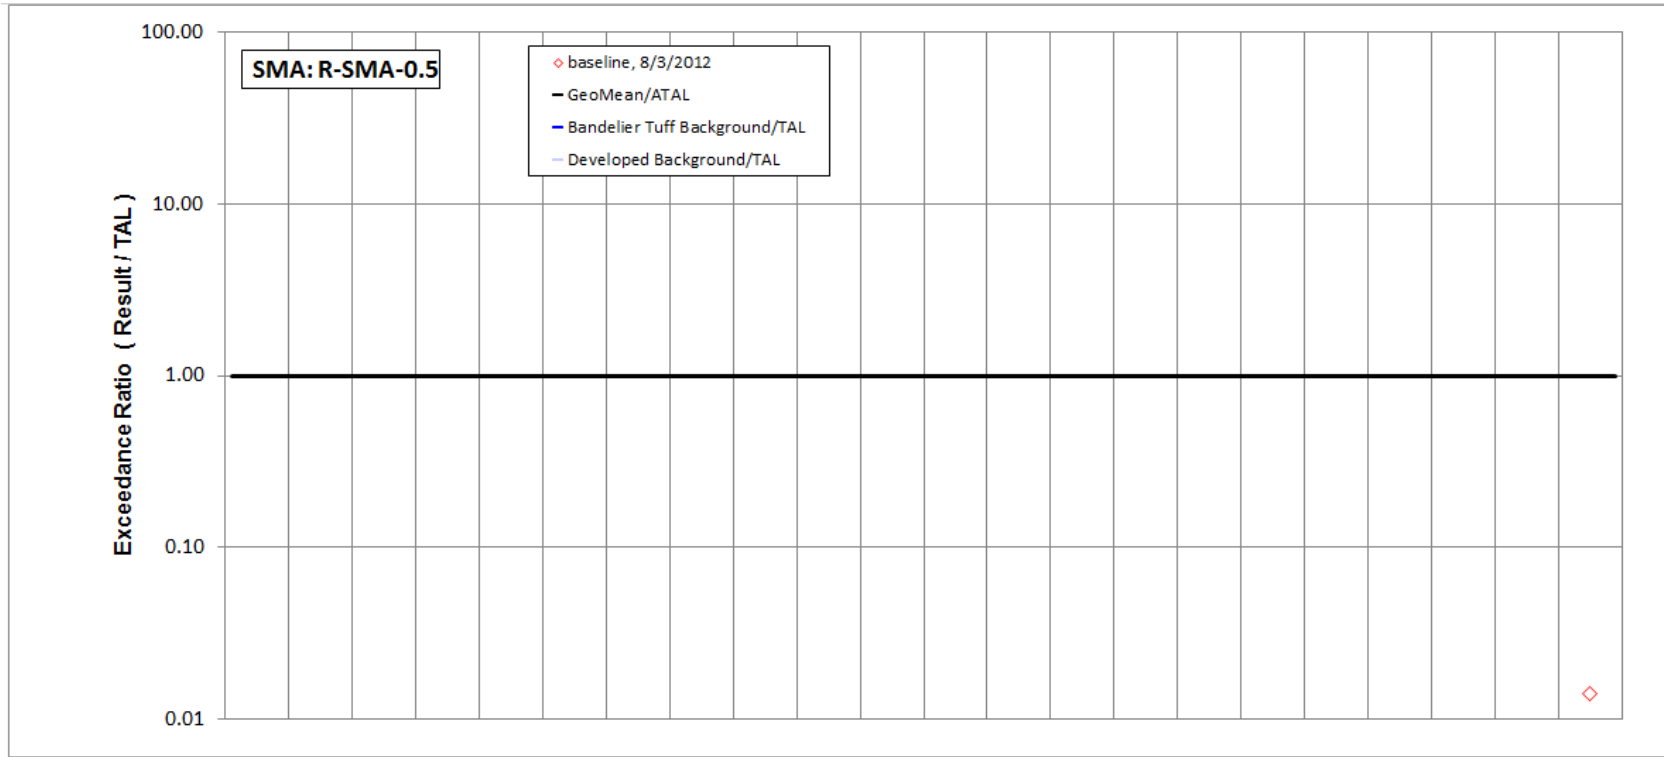 100.00
SMA: R-SMA-0.5
baseline, 8/3/2012
GeoMean/ATAL
Bandelier Tuff Background/TAL
Developed Background/TAL
10.00
1.00
0.10
0.01
Exceedance Ratio ( Result / TAL )